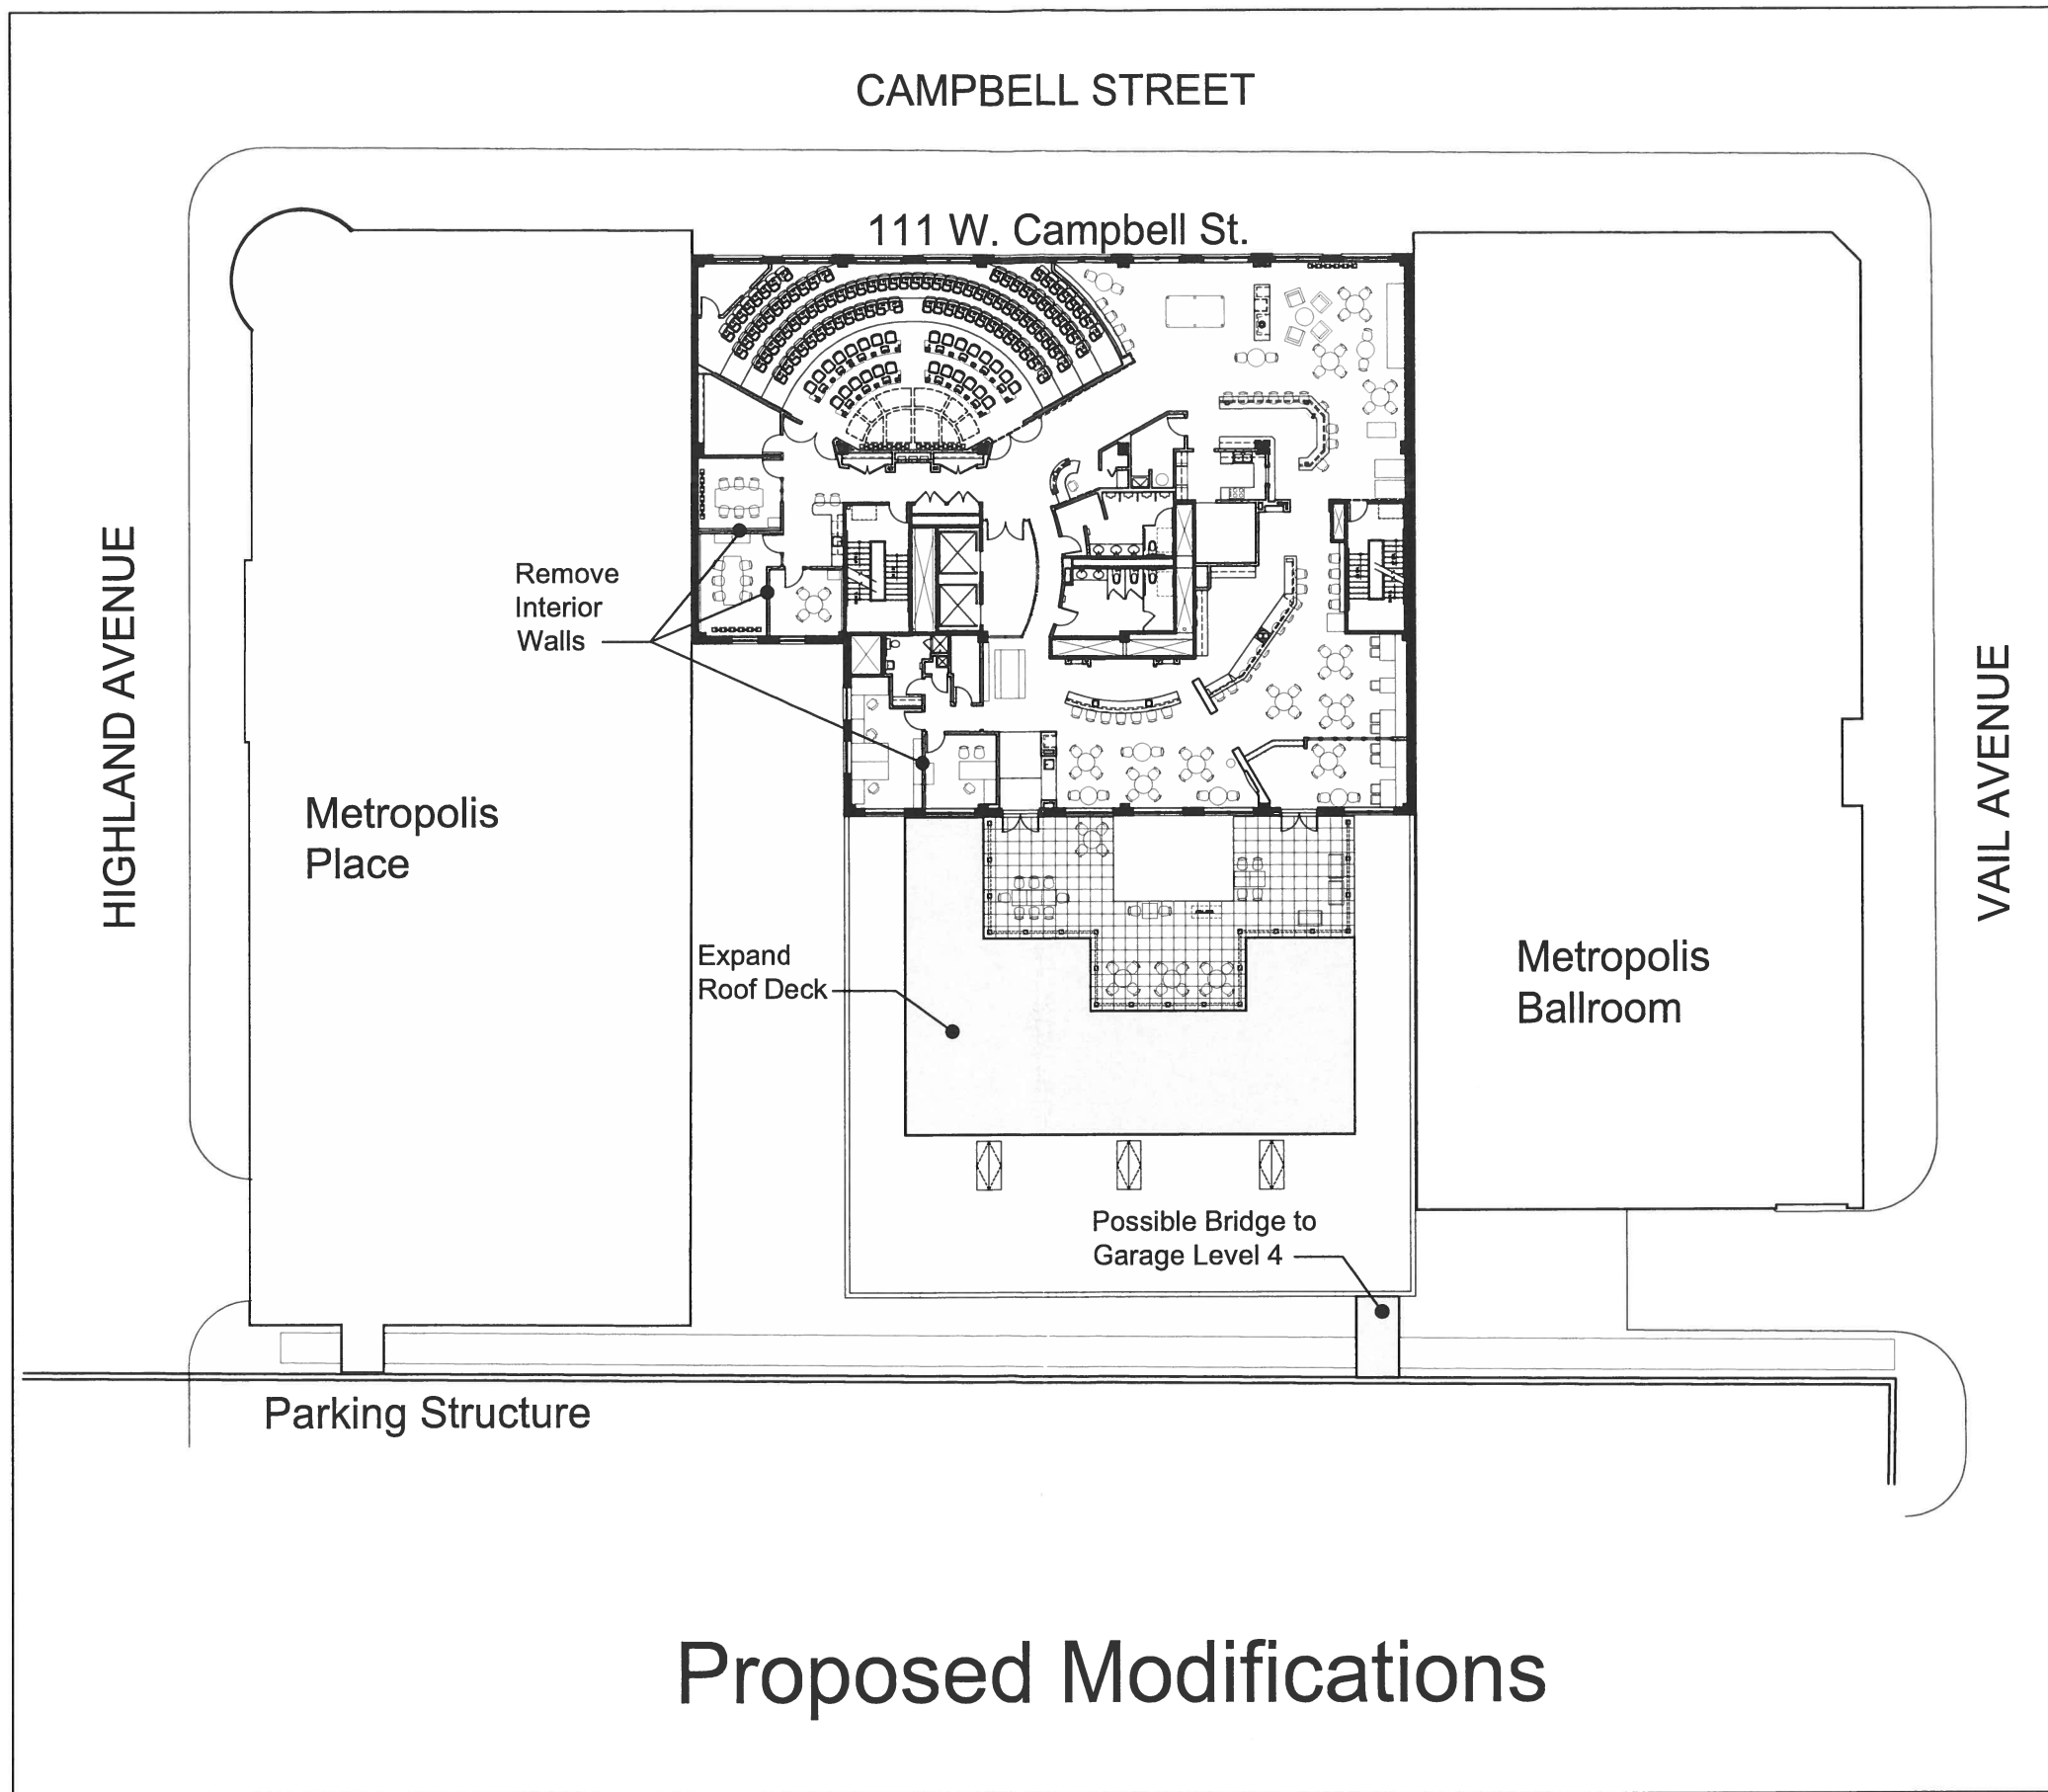 CAMPBELL STREET
111 W. Campbell St.
HIGHLAND AVENUE
Remove
Interior
Walls
VAIL AVENUE
Metropolis
Place
Expand
Roof Deck
Metropolis
Ballroom
Possible Bridge to
Garage Level 4
Parking Structure
Proposed Modifications